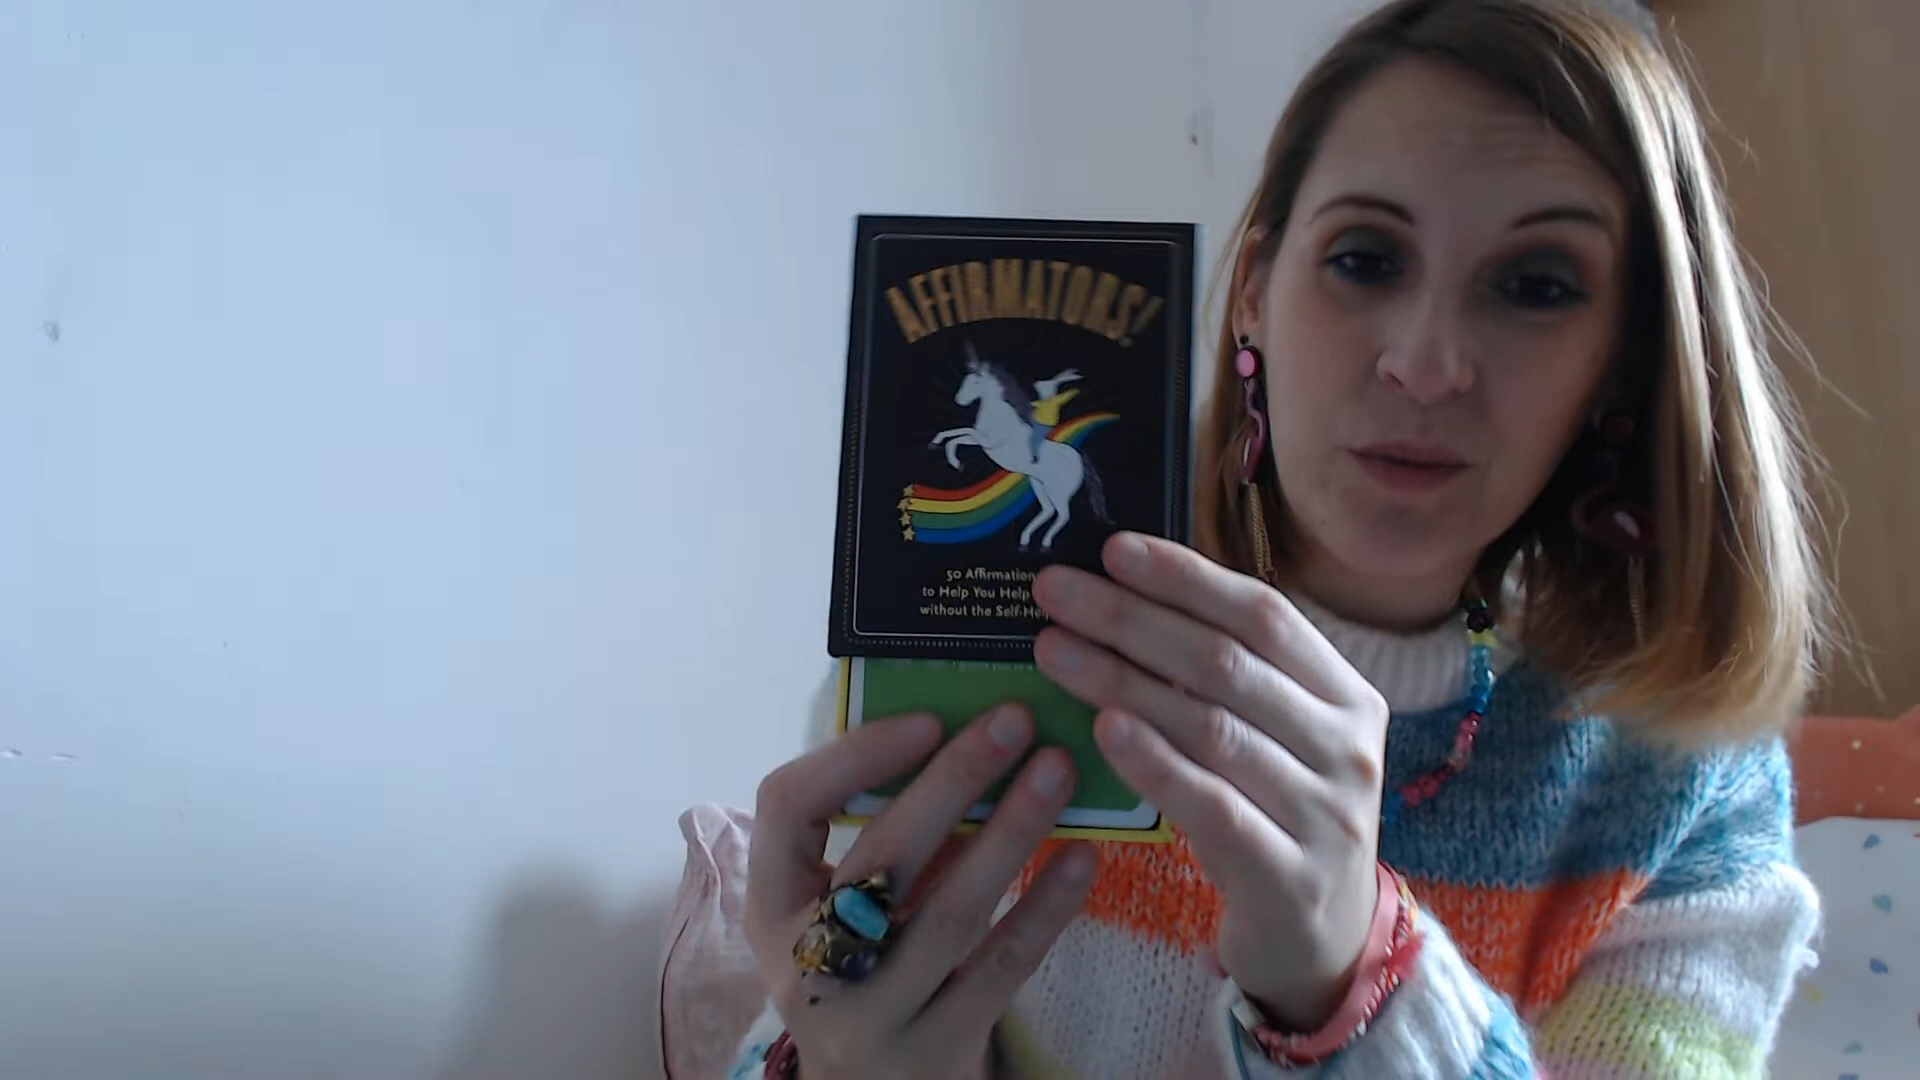 AFFIRMATORS!
50 Affirmation
to Help You Help
without the Self-Help